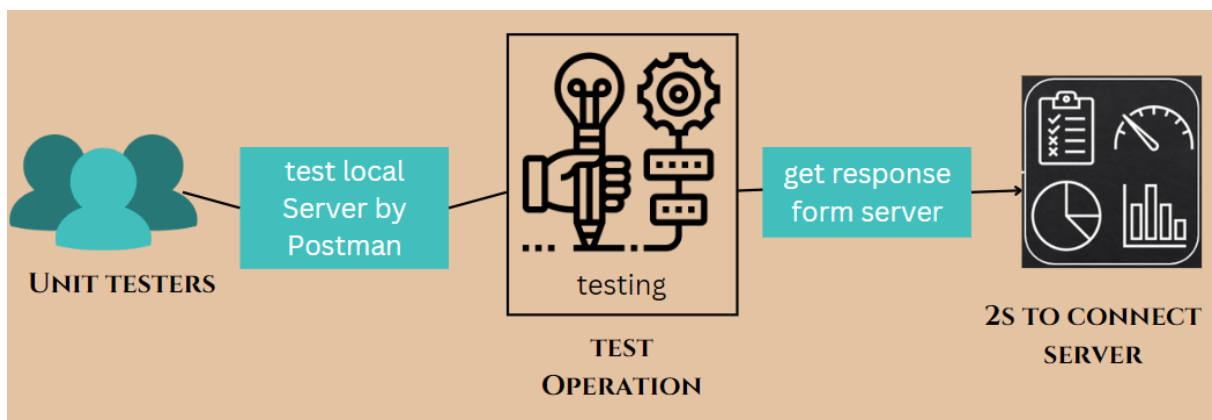 test local
Server by
Postman
get response
form server
testing
UNIT TESTERS
TEST
OPERATION
2S TO CONNECT
SERVER